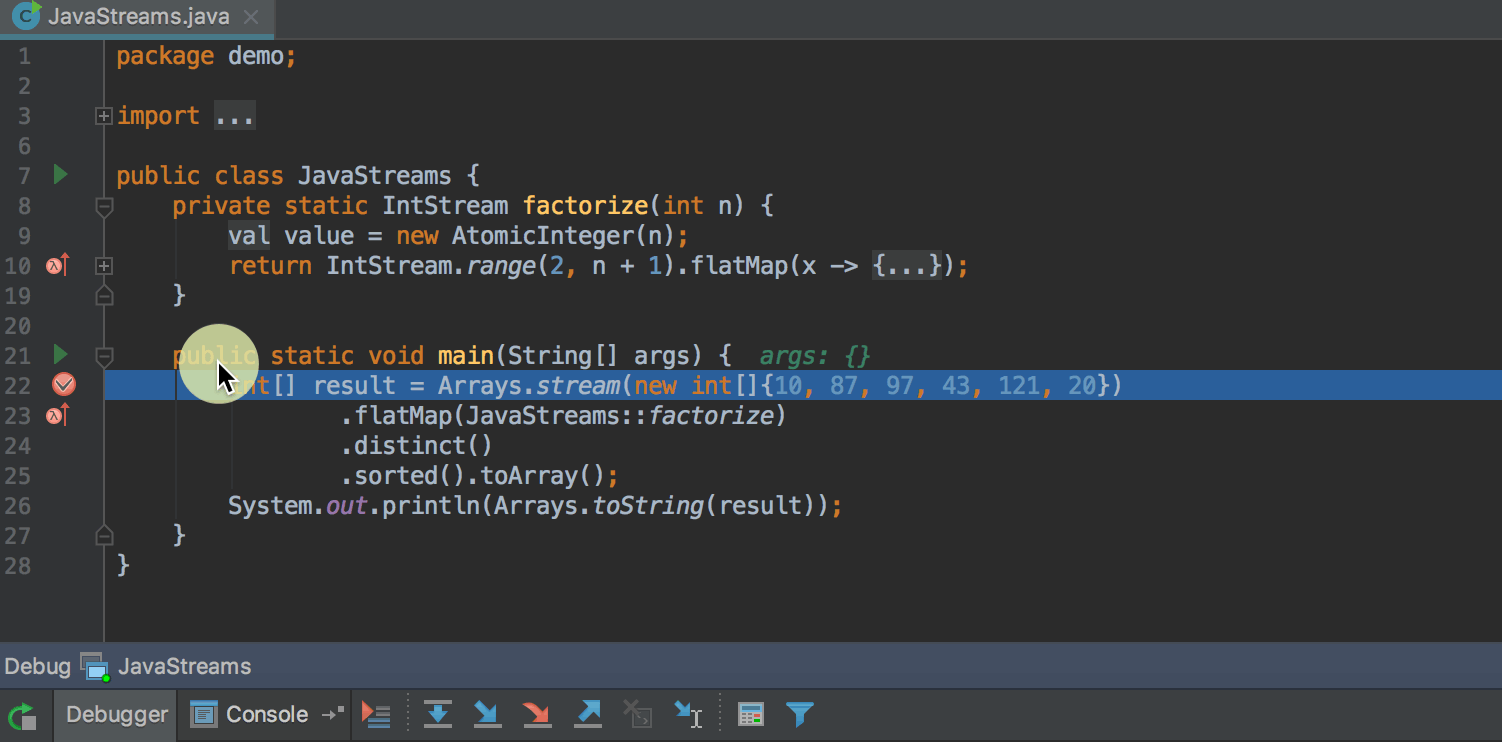 JavaStreams.java
1 package demo;
2
3 import ...
6
7 public class JavaStreams {
8 private static IntStream factorize(int n) {
9 val value = new AtomicInteger(n);
10 return IntStream.range(2, n + 1).flatMap(x -> {...});
19 }
20
21 public static void main(String[] args) { args: {}
22 int[] result = Arrays.stream(new int[]{10, 87, 97, 43, 121, 20})
23 .flatMap(JavaStreams::factorize)
24 .distinct()
25 .sorted().toArray();
26 System.out.println(Arrays.toString(result));
27 }
28 }
Debug JavaStreams
Debugger Console